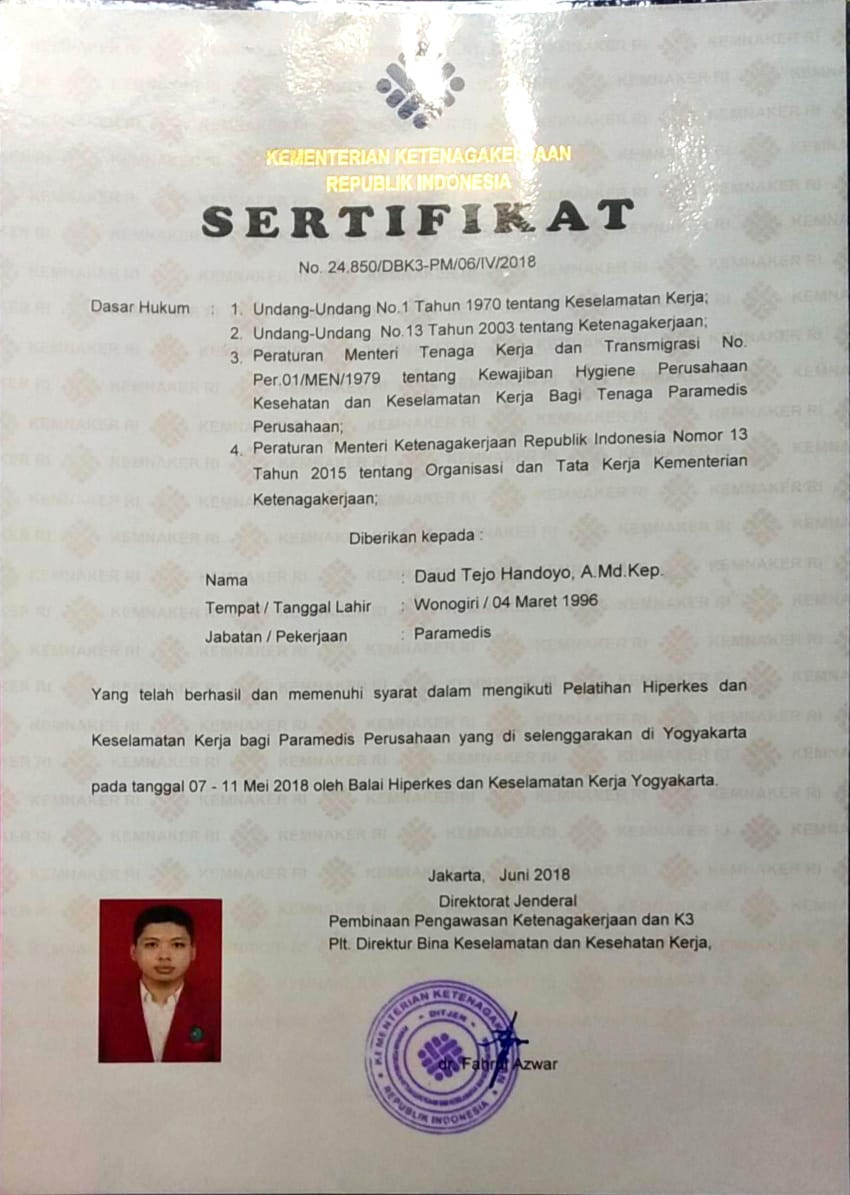 KEMENTERIAN KETENAGAKERJAAN
REPUBLIK INDONESIA
SERTIFIKAT
No. 24.850/DBK3-PM/06/IV/2018
Dasar Hukum : 1. Undang-Undang No.1 Tahun 1970 tentang Keselamatan Kerja;
2. Undang-Undang No.13 Tahun 2003 tentang Ketenagakerjaan;
3. Peraturan Menteri Tenaga Kerja dan Transmigrasi No.
Per.01/MEN/1979 tentang Kewajiban Hygiene Perusahaan
Kesehatan dan Keselamatan Kerja Bagi Tenaga Paramedis
Perusahaan;
4. Peraturan Menteri Ketenagakerjaan Republik Indonesia Nomor 13
Tahun 2015 tentang Organisasi dan Tata Kerja Kementerian
Ketenagakerjaan;
Diberikan kepada :
Nama : Daud Tejo Handoyo, A.Md.Kep.
Tempat / Tanggal Lahir : Wonogiri / 04 Maret 1996
Jabatan / Pekerjaan : Paramedis
Yang telah berhasil dan memenuhi syarat dalam mengikuti Pelatihan Hiperkes dan
Keselamatan Kerja bagi Paramedis Perusahaan yang di selenggarakan di Yogyakarta
pada tanggal 07 - 11 Mei 2018 oleh Balai Hiperkes dan Keselamatan Kerja Yogyakarta.
Jakarta, Juni 2018
Direktorat Jenderal
Pembinaan Pengawasan Ketenagakerjaan dan K3
Plt. Direktur Bina Keselamatan dan Kesehatan Kerja,
KEMENTERIAN KETENAGAKERJAAN
DITJEN
REPUBLIK INDONESIA
dr. Fahrul Azwar